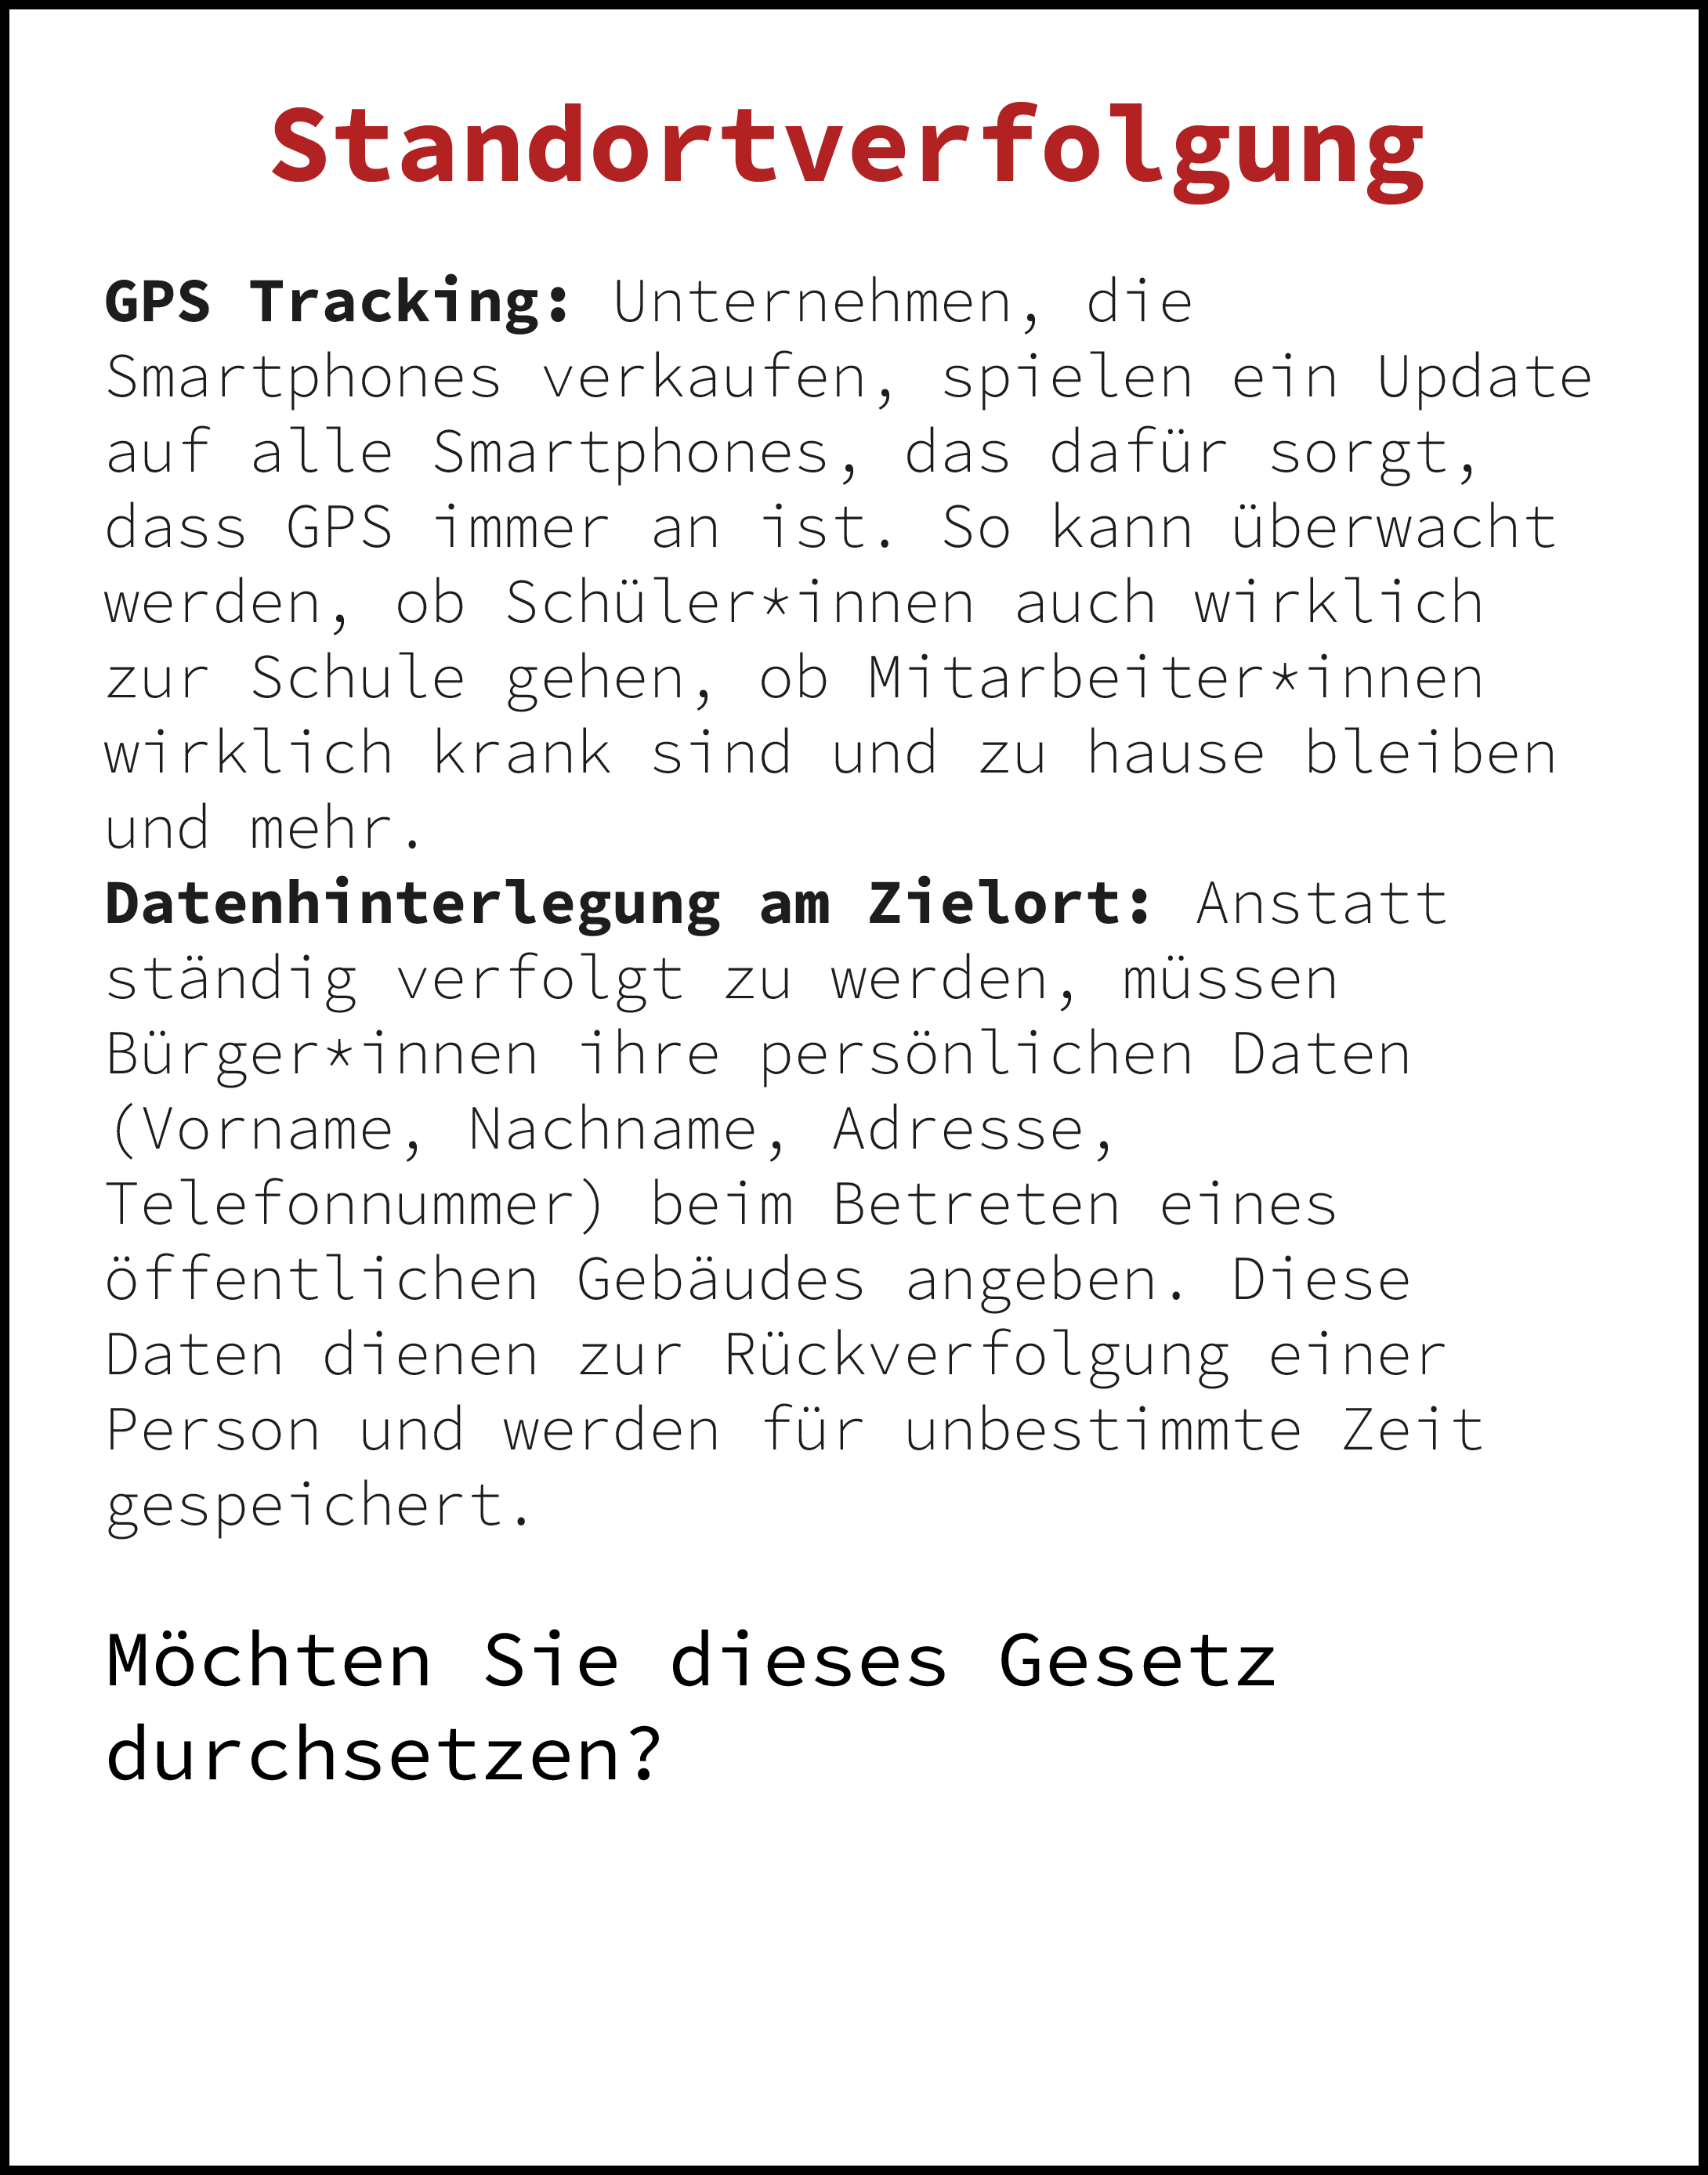 Standortverfolgung
GPS Tracking: Unternehmen, die
Smartphones verkaufen, spielen ein Update
auf alle Smartphones, das dafür sorgt,
dass GPS immer an ist. So kann überwacht
werden, ob Schüler*innen auch wirklich
zur Schule gehen, ob Mitarbeiter*innen
wirklich krank sind und zu hause bleiben
und mehr.
Datenhinterlegung am Zielort: Anstatt
ständig verfolgt zu werden, müssen
Bürger*innen ihre persönlichen Daten
(Vorname, Nachname, Adresse,
Telefonnummer) beim Betreten eines
öffentlichen Gebäudes angeben. Diese
Daten dienen zur Rückverfolgung einer
Person und werden für unbestimmte Zeit
gespeichert.
Möchten Sie dieses Gesetz
durchsetzen?